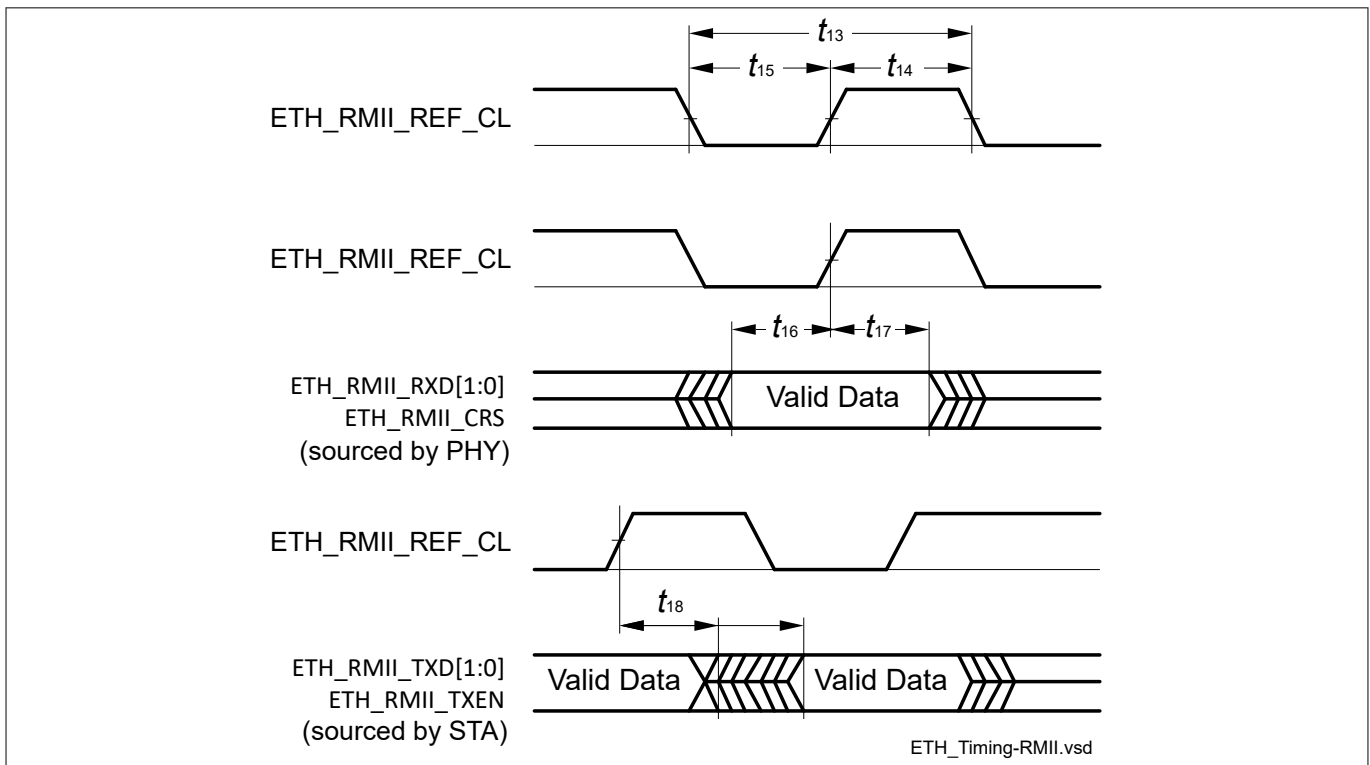 t13
t15
t14
ETH_RMII_REF_CL
ETH_RMII_REF_CL
t16
t17
ETH_RMII_RXD[1:0]
ETH_RMII_CRS
(sourced by PHY)
Valid Data
ETH_RMII_REF_CL
t18
ETH_RMII_TXD[1:0]
ETH_RMII_TXEN
(sourced by STA)
Valid Data
Valid Data
ETH_Timing-RMII.vsd